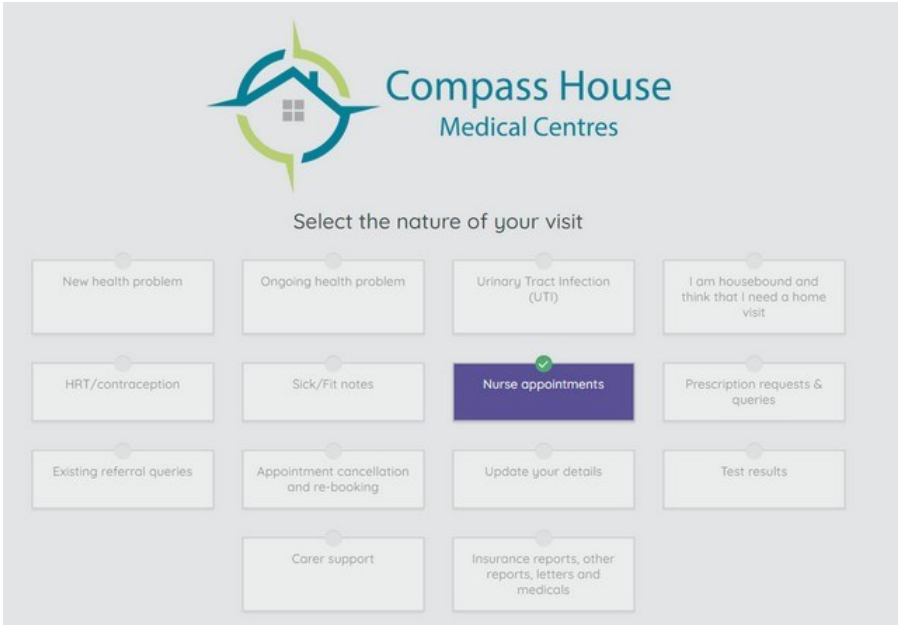 Compass House
Medical Centres
Select the nature of your visit
New health problem
Ongoing health problem
Urinary Tract Infection
(UTI)
I am housebound and
think that I need a home
visit
HRT/contraception
Sick/Fit notes
Nurse appointments
Prescription requests &
queries
Existing referral queries
Appointment cancellation
and re-booking
Update your details
Test results
Carer support
Insurance reports, other
reports, letters and
medicals